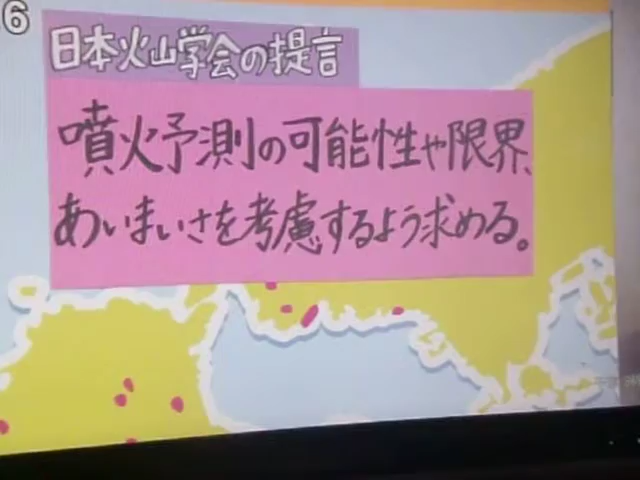 6
日本火山学会の提言
噴火予測の可能性や限界、
あいまいさを考慮するよう求める。